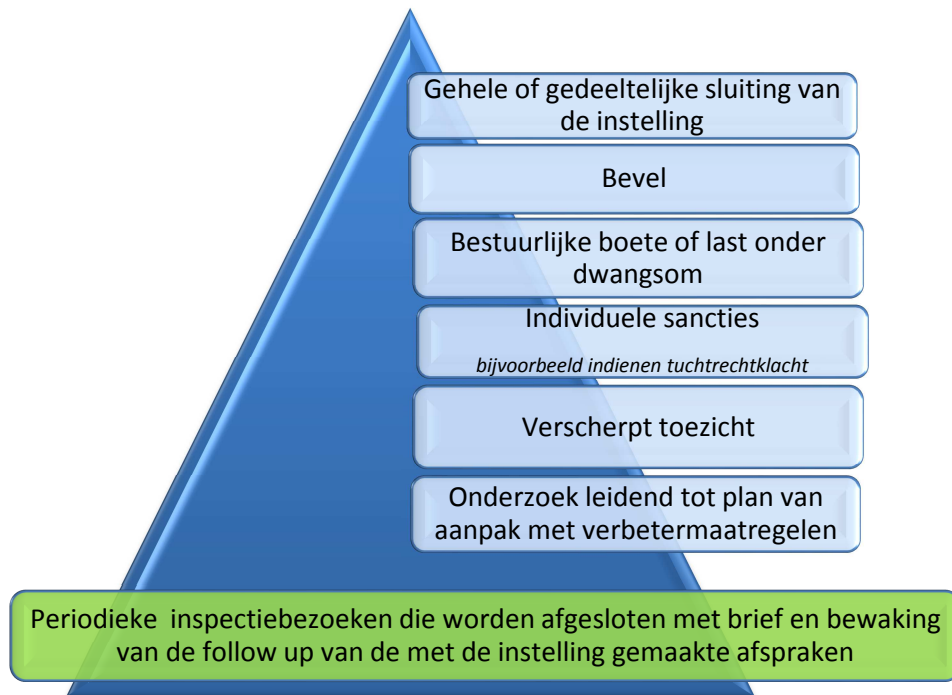 Gehele of gedeeltelijke sluiting van
de instelling
Bevel
Bestuurlijke boete of last onder
dwangsom
Individuele sancties
bijvoorbeeld indienen tuchtrechtklacht
Verscherpt toezicht
Onderzoek leidend tot plan van
aanpak met verbetermaatregelen
Periodieke inspectiebezoeken die worden afgesloten met brief en bewaking
van de follow up van de met de instelling gemaakte afspraken